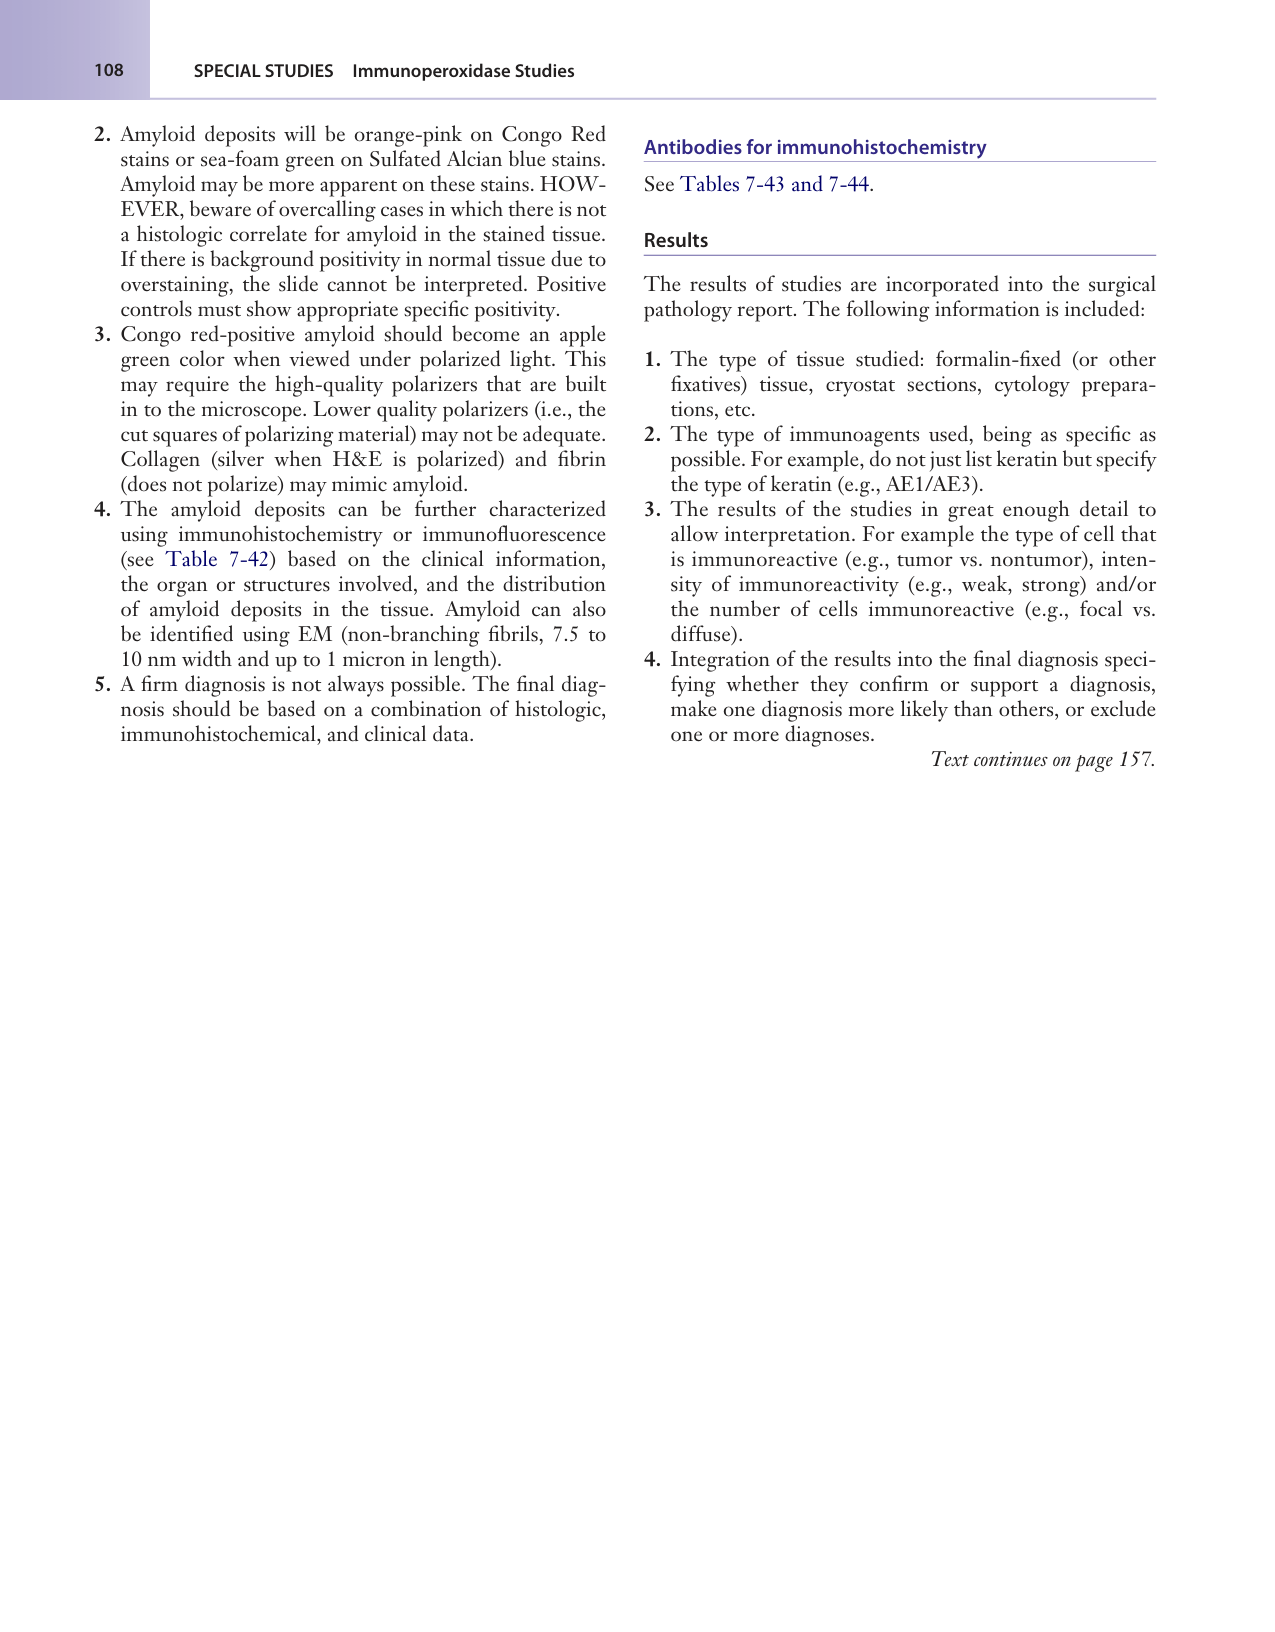 108
SPECIAL STUDIES Immunoperoxidase Studies
2. Amyloid deposits will be orange-pink on Congo Red
stains or sea-foam green on Sulfated Alcian blue stains.
Amyloid may be more apparent on these stains. HOW-
EVER, beware of overcalling cases in which there is not
a histologic correlate for amyloid in the stained tissue.
If there is background positivity in normal tissue due to
overstaining, the slide cannot be interpreted. Positive
controls must show appropriate specific positivity.
3. Congo red-positive amyloid should become an apple
green color when viewed under polarized light. This
may require the high-quality polarizers that are built
in to the microscope. Lower quality polarizers (i.e., the
cut squares of polarizing material) may not be adequate.
Collagen (silver when H&E is polarized) and fibrin
(does not polarize) may mimic amyloid.
4. The amyloid deposits can be further characterized
using immunohistochemistry or immunofluorescence
(see Table 7-42) based on the clinical information,
the organ or structures involved, and the distribution
of amyloid deposits in the tissue. Amyloid can also
be identified using EM (non-branching fibrils, 7.5 to
10 nm width and up to 1 micron in length).
5. A firm diagnosis is not always possible. The final diag-
nosis should be based on a combination of histologic,
immunohistochemical, and clinical data.
Antibodies for immunohistochemistry
See Tables 7-43 and 7-44.
Results
The results of studies are incorporated into the surgical
pathology report. The following information is included:
1. The type of tissue studied: formalin-fixed (or other
fixatives) tissue, cryostat sections, cytology prepara-
tions, etc.
2. The type of immunoagents used, being as specific as
possible. For example, do not just list keratin but specify
the type of keratin (e.g., AE1/AE3).
3. The results of the studies in great enough detail to
allow interpretation. For example the type of cell that
is immunoreactive (e.g., tumor vs. nontumor), inten-
sity of immunoreactivity (e.g., weak, strong) and/or
the number of cells immunoreactive (e.g., focal vs.
diffuse).
4. Integration of the results into the final diagnosis speci-
fying whether they confirm or support a diagnosis,
make one diagnosis more likely than others, or exclude
one or more diagnoses.
Text continues on page 157.